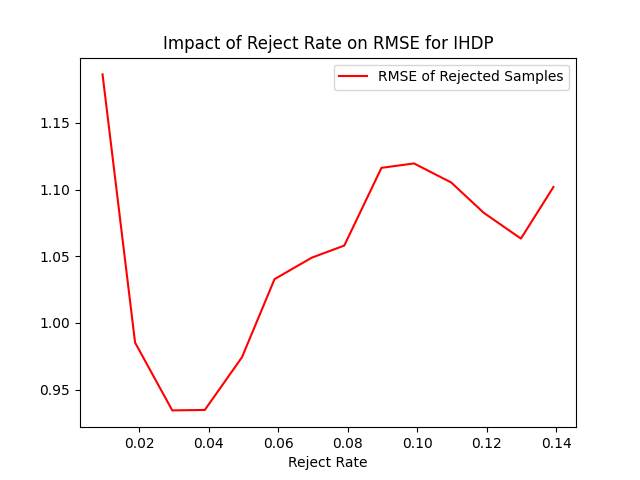 Impact of Reject Rate on RMSE for IHDP
RMSE of Rejected Samples
1.15
1.10
1.05
1.00
0.95
0.02 0.04 0.06 0.08 0.10 0.12 0.14
Reject Rate